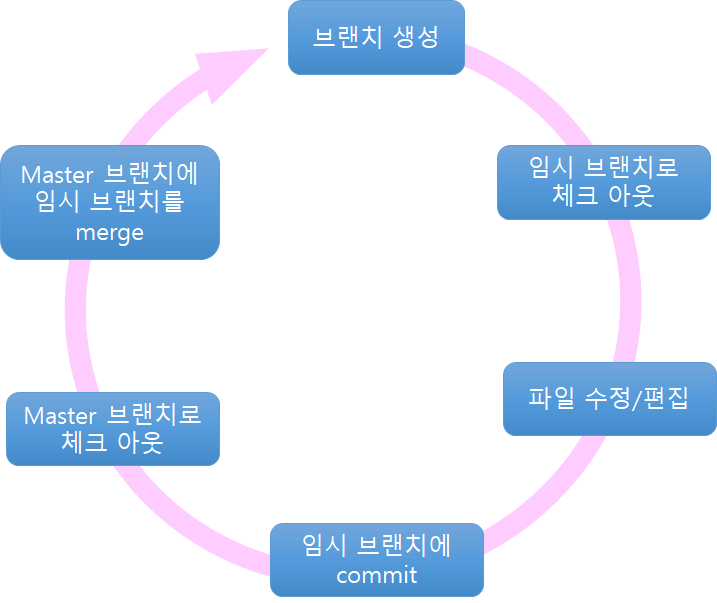 브랜치 생성
임시 브랜치로
체크 아웃
파일 수정/편집
임시 브랜치에
commit
Master 브랜치로
체크 아웃
Master 브랜치에
임시 브랜치를
merge